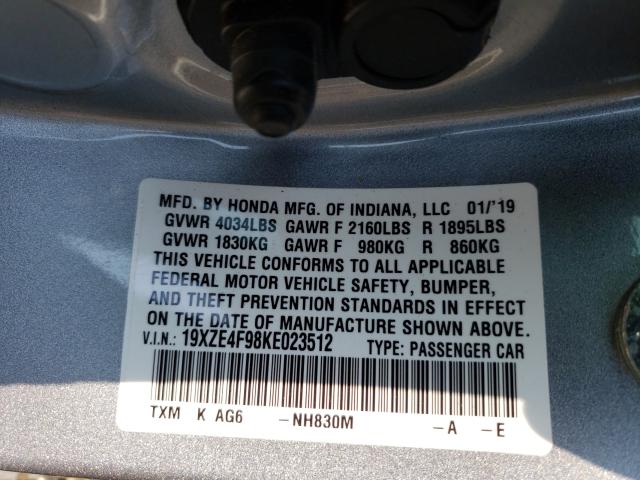 MFD. BY HONDA MFG. OF INDIANA, LLC 01/'19
GVWR 4034LBS GAWR F 2160LBS R 1895LBS
GVWR 1830KG GAWR F 980KG R 860KG
THIS VEHICLE CONFORMS TO ALL APPLICABLE
FEDERAL MOTOR VEHICLE SAFETY, BUMPER,
AND THEFT PREVENTION STANDARDS IN EFFECT
ON THE DATE OF MANUFACTURE SHOWN ABOVE.
V.I.N.: 19XZE4F98KE023512 TYPE: PASSENGER CAR
TXM K AG6 -NH830M -A -E